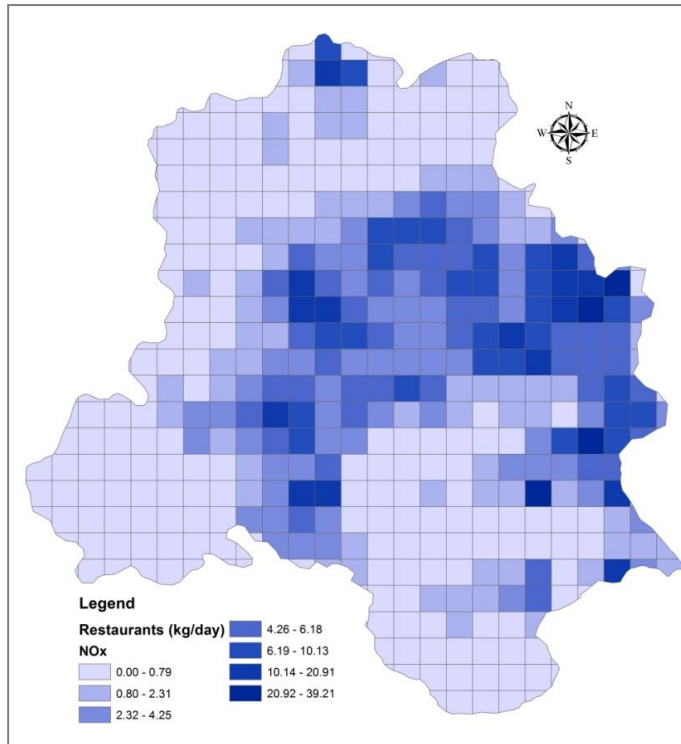 N
W E
S
Legend
Restaurants (kg/day)
NOx
0.00 - 0.79
0.80 - 2.31
2.32 - 4.25
4.26 - 6.18
6.19 - 10.13
10.14 - 20.91
20.92 - 39.21